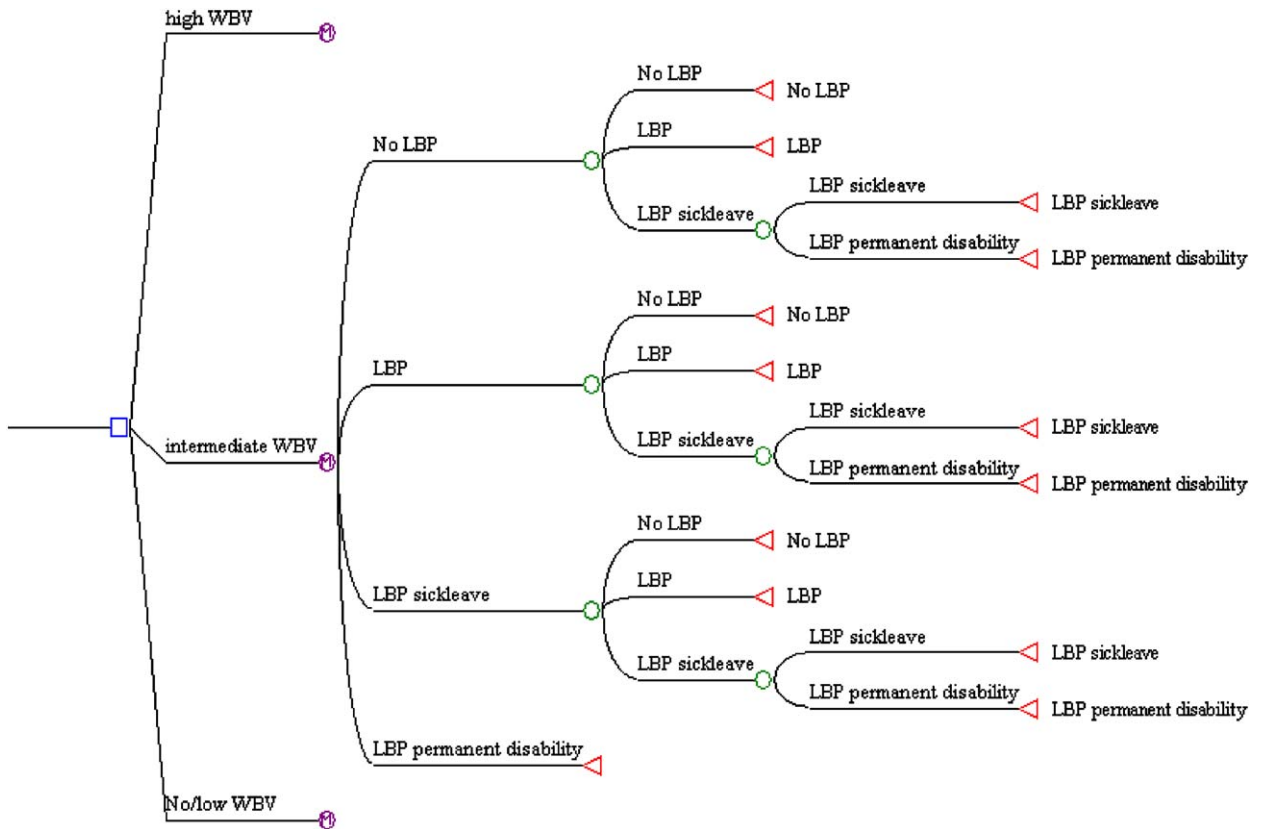 high WBV
M
No LBP
No LBP
LBP
LBP
No LBP
LBP sickleave
LBP sickleave
LBP sickleave
LBP permanent disability
LBP permanent disability
No LBP
No LBP
LBP
LBP
LBP
LBP sickleave
LBP sickleave
LBP sickleave
intermediate WBV
M
LBP permanent disability
LBP permanent disability
No LBP
No LBP
LBP
LBP
LBP sickleave
LBP sickleave
LBP sickleave
LBP sickleave
LBP permanent disability
LBP permanent disability
LBP permanent disability
No/low WBV
M